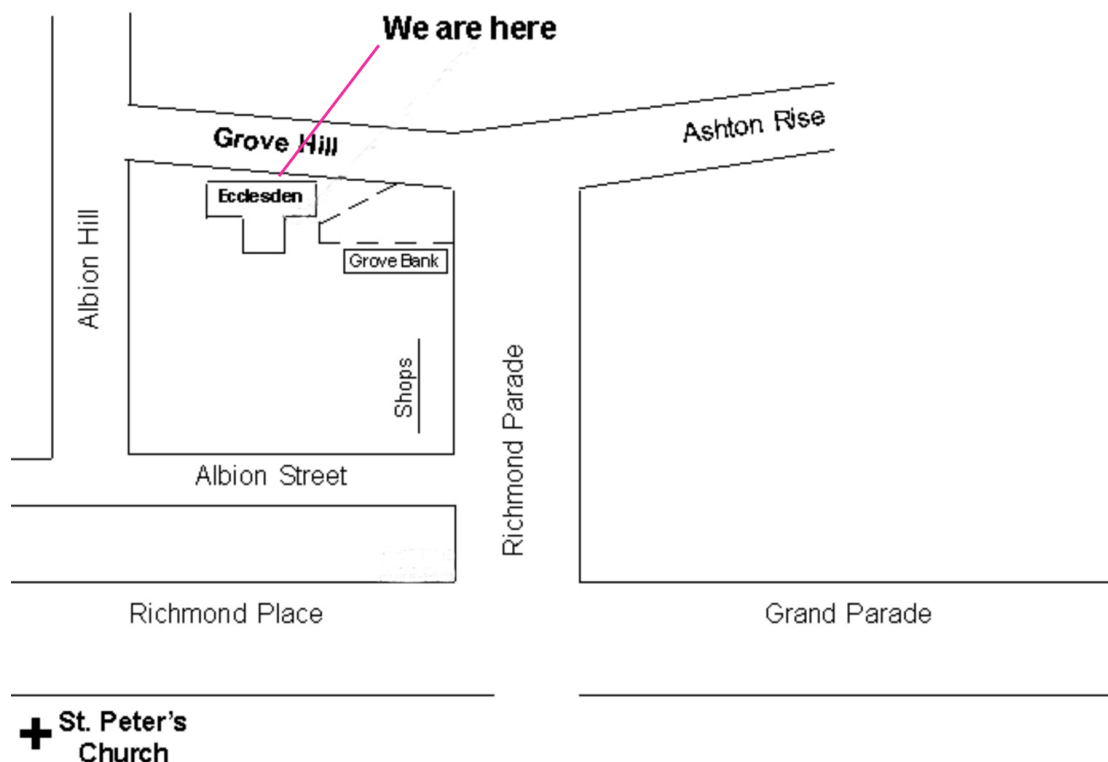 We are here
Grove Hill
Ashton Rise
Ecclesden
Albion Hill
Grove Bank
Shops
Richmond Parade
Albion Street
Richmond Place
Grand Parade
St. Peter's
Church